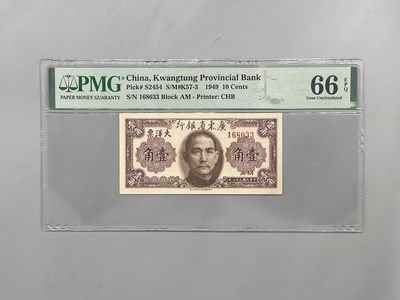 PMG
PAPER MONEY GUARANTY
China, Kwangtung Provincial Bank
Pick# S2454 S/M#K57-3 1949 10 Cents
S/N 168033 Block AM - Printer: CHB
66 EPQ
Gem Uncirculated
行銀省東廣
票洋大
168033
角 壹
角壹
AM